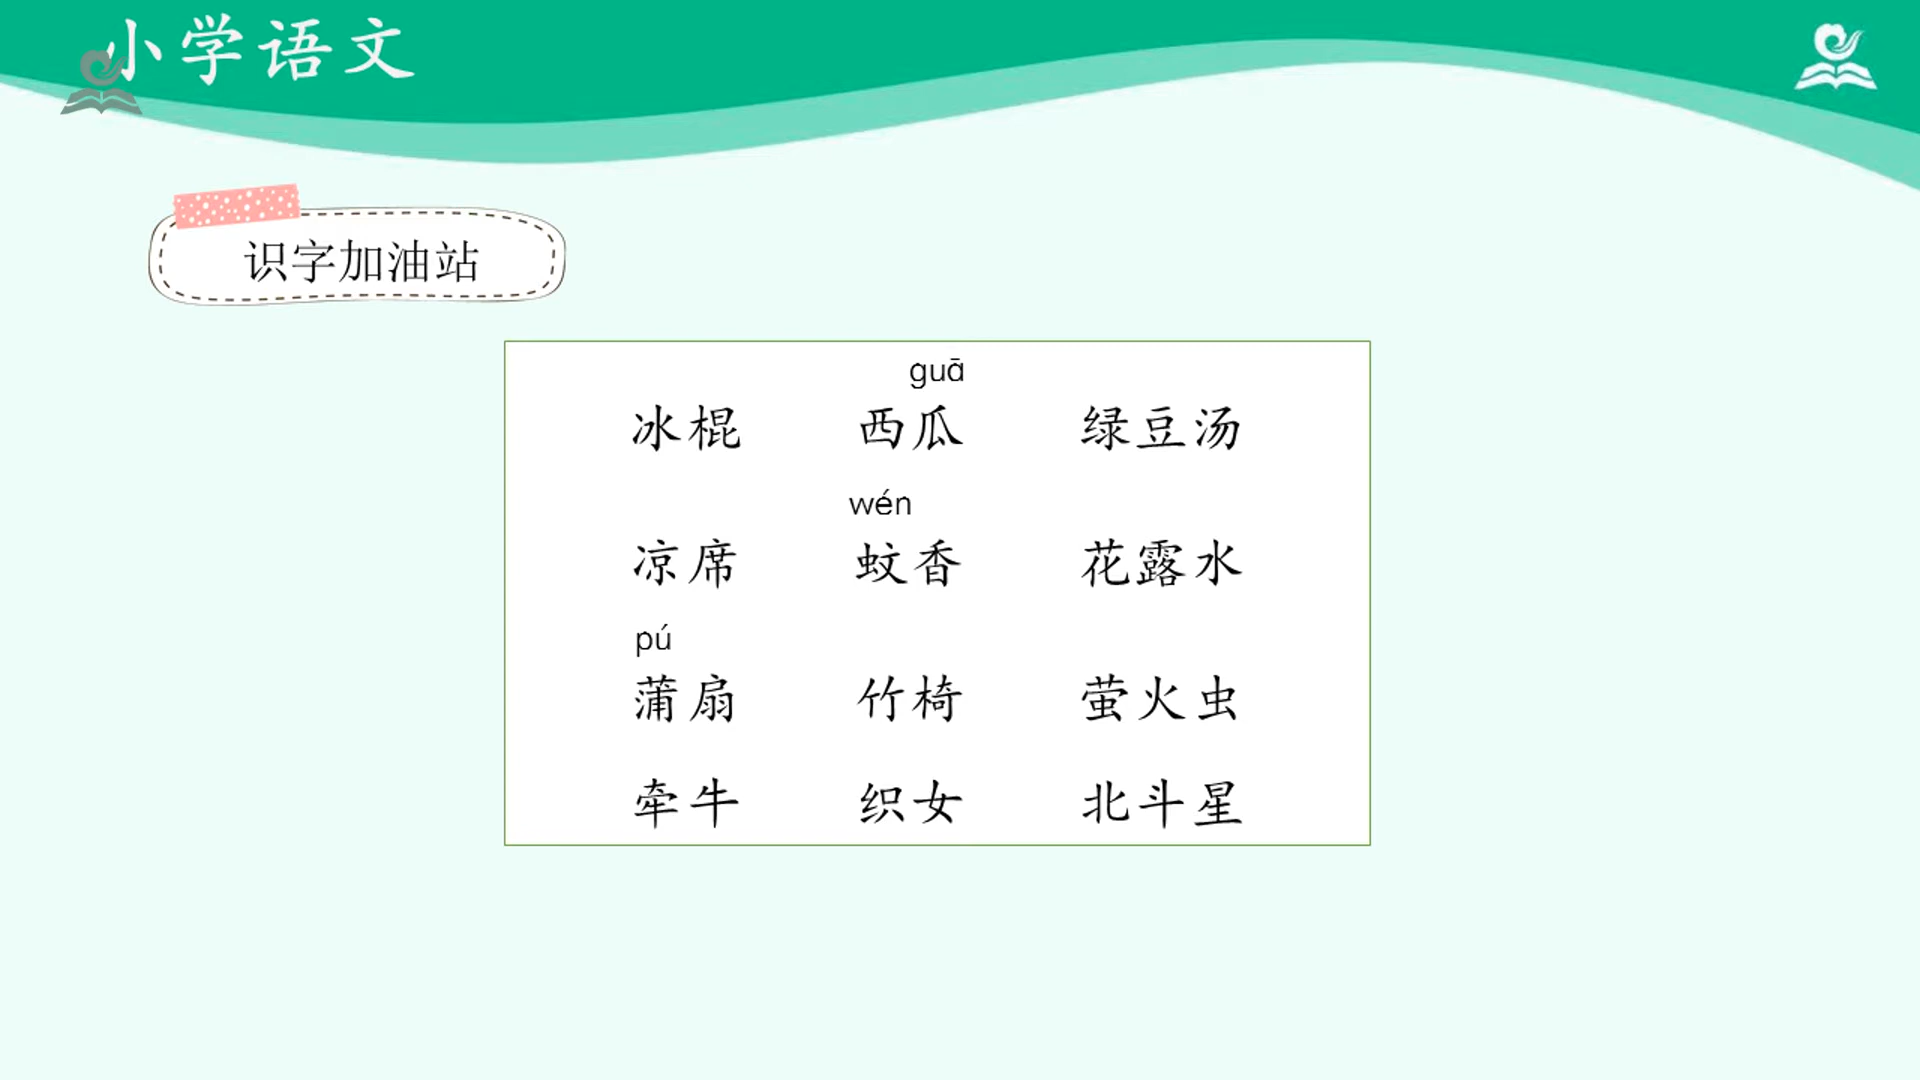 小学语文
识字加油站
guā
冰棍 西瓜 绿豆汤
wén
凉席 蚊香 花露水
pú
蒲扇 竹椅 萤火虫
牵牛 织女 北斗星